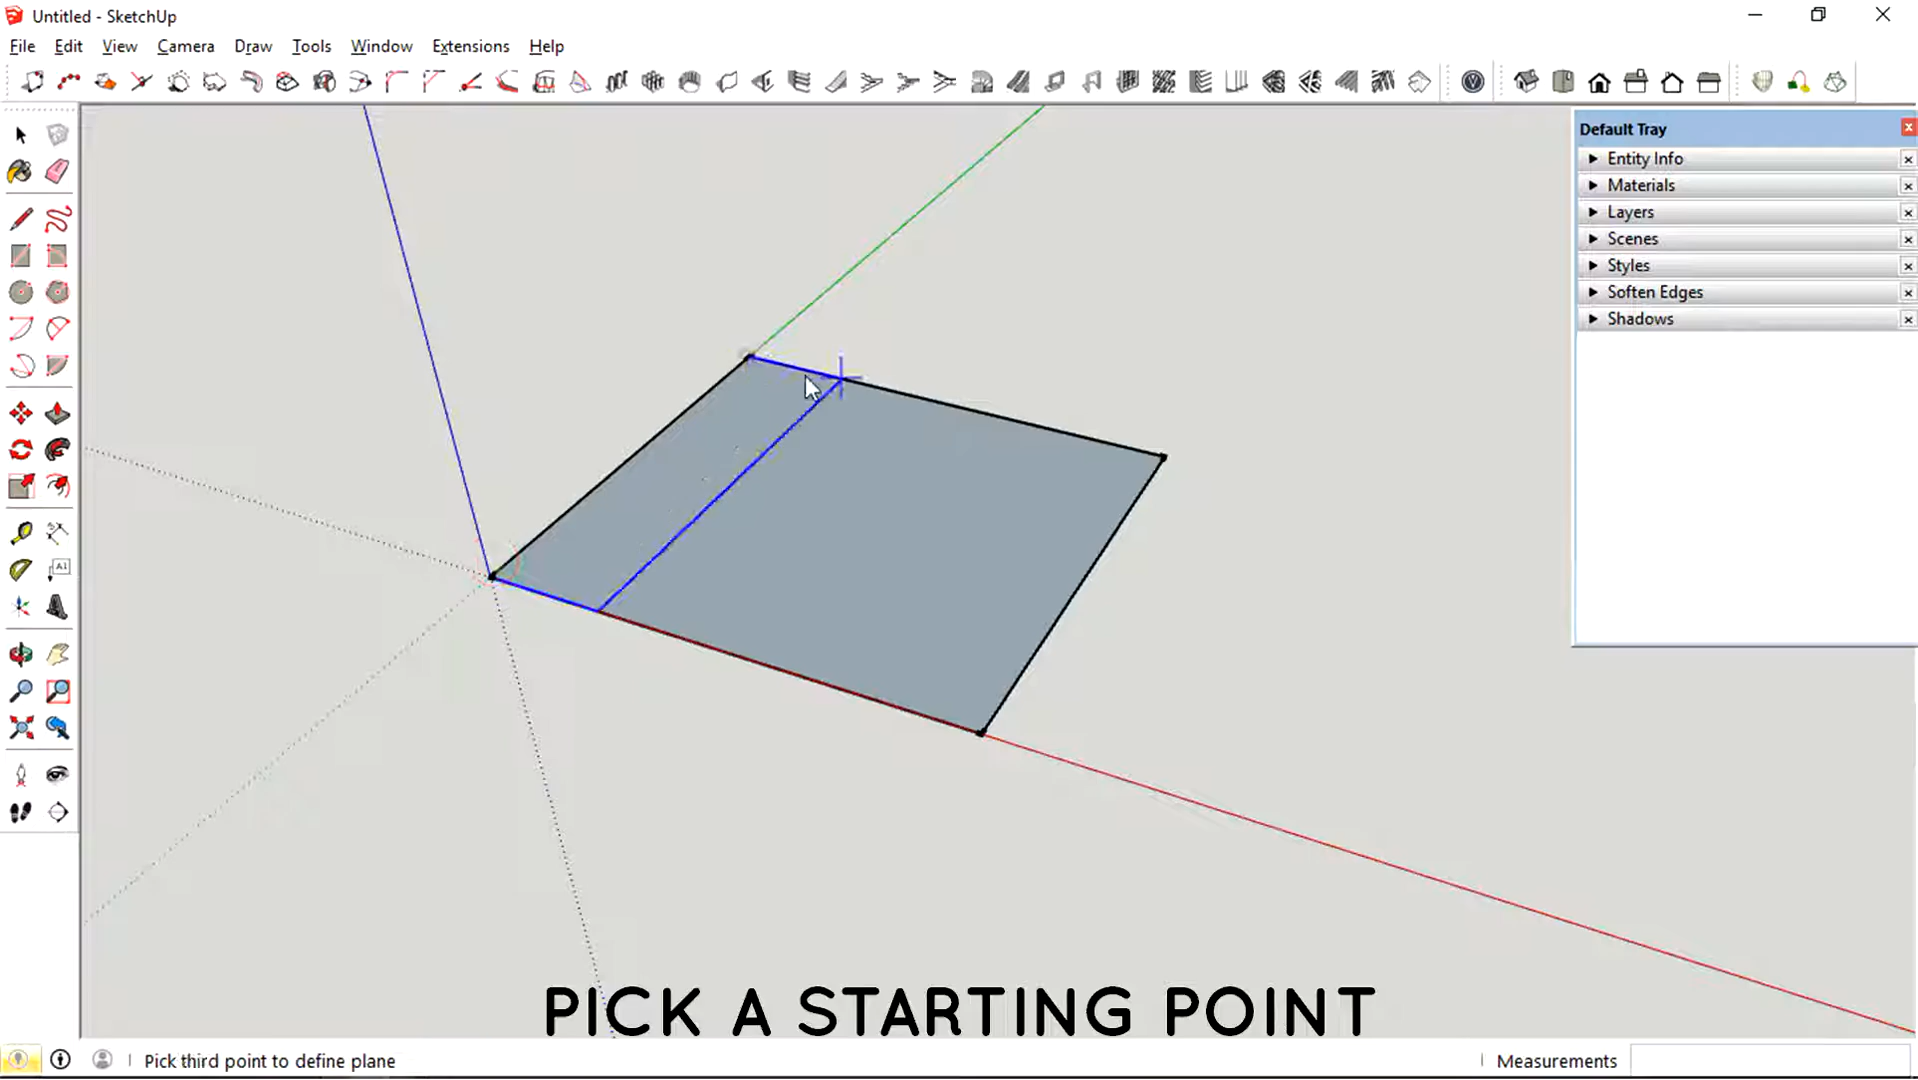 Untitled - SketchUp
File Edit View Camera Draw Tools Window Extensions Help
Default Tray
Entity Info
Materials
Layers
Scenes
Styles
Soften Edges
Shadows
A1
PICK A STARTING POINT
Pick third point to define plane
Measurements